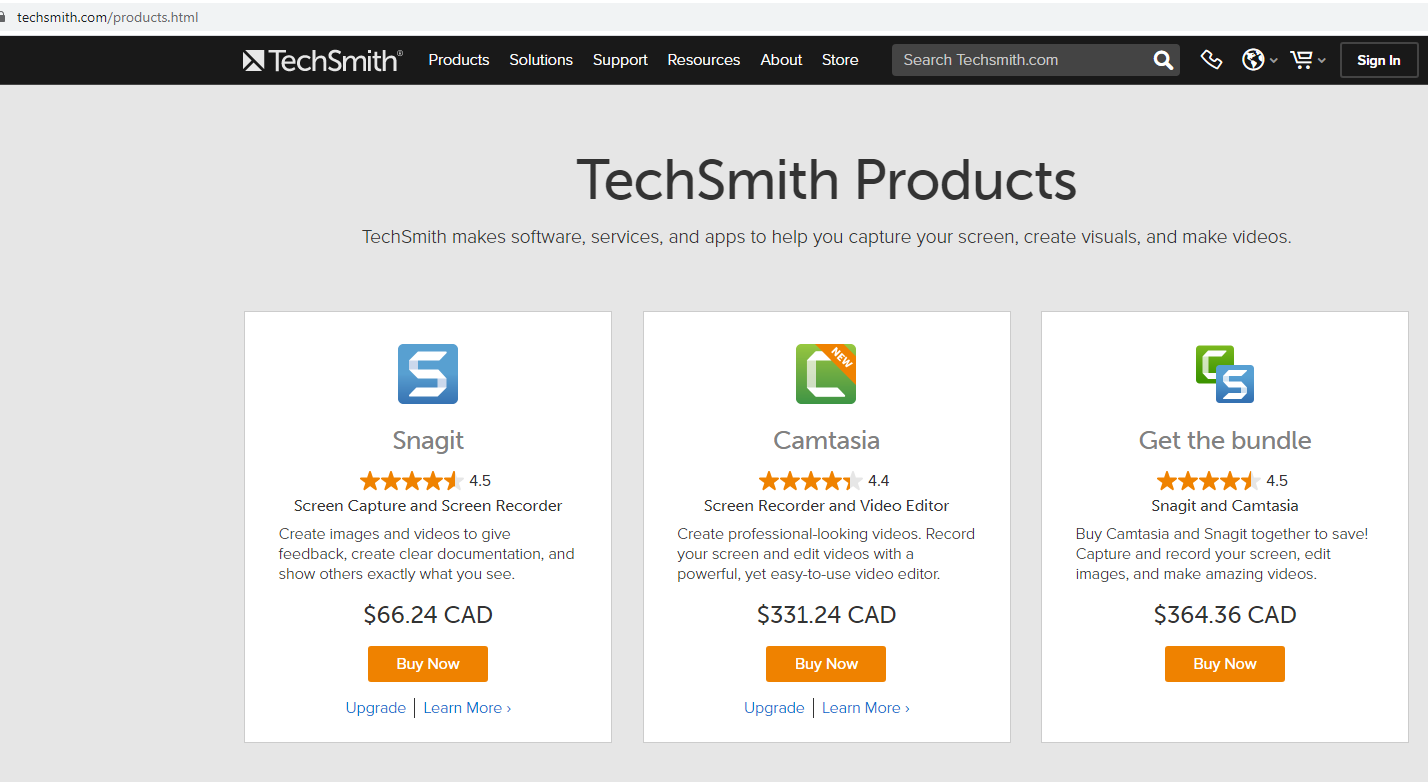 techsmith.com/products.html
TechSmith® Products Solutions Support Resources About Store Search Techsmith.com Sign In
TechSmith Products
TechSmith makes software, services, and apps to help you capture your screen, create visuals, and make videos.
NEW
Snagit
4.5
Screen Capture and Screen Recorder
Create images and videos to give
feedback, create clear documentation, and
show others exactly what you see.
$66.24 CAD
Buy Now
Upgrade | Learn More ›
Camtasia
4.4
Screen Recorder and Video Editor
Create professional-looking videos. Record
your screen and edit videos with a
powerful, yet easy-to-use video editor.
$331.24 CAD
Buy Now
Upgrade | Learn More ›
Get the bundle
4.5
Snagit and Camtasia
Buy Camtasia and Snagit together to save!
Capture and record your screen, edit
images, and make amazing videos.
$364.36 CAD
Buy Now